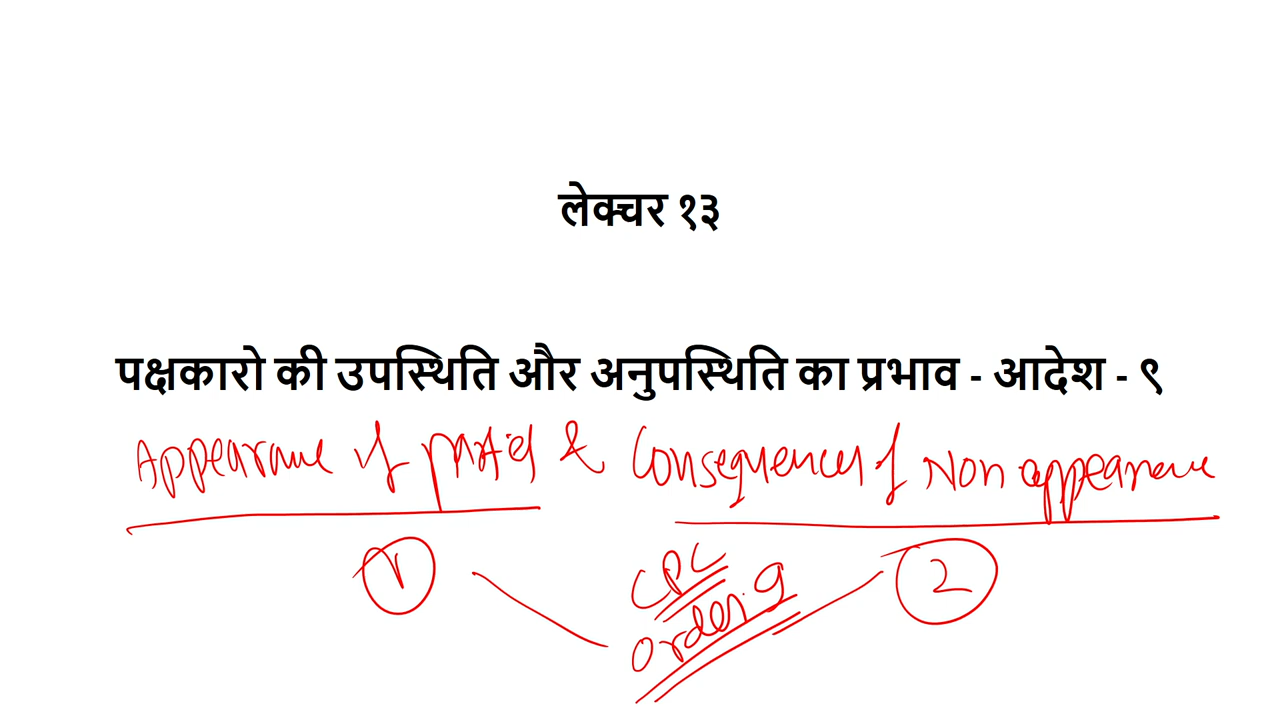 लेक्चर १३
पक्षकारो की उपस्थिति और अनुपस्थिति का प्रभाव - आदेश - ९
Appearance of parties & Consequences of Non appearance
1
2
CPC
Order. 9